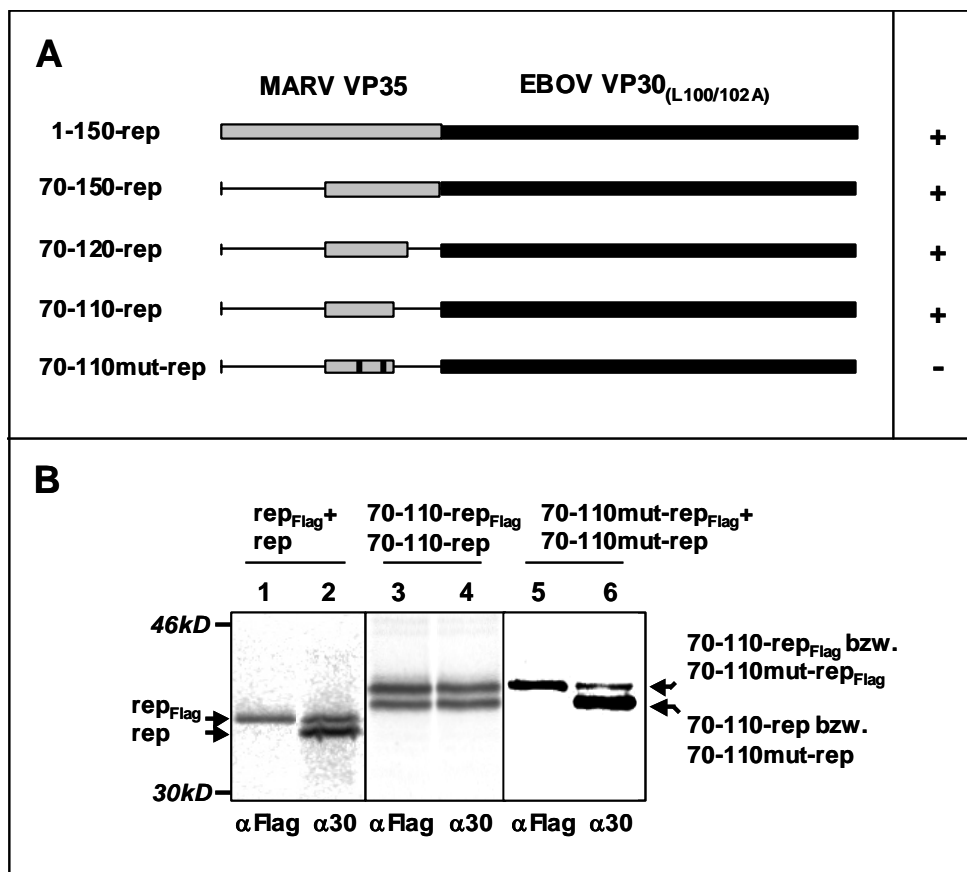 A
MARV VP35 EBOV VP30(L100/102A)
1-150-rep +
70-150-rep +
70-120-rep +
70-110-rep +
70-110mut-rep -
B
repFlag+ 70-110-repFlag 70-110mut-repFlag+
rep 70-110-rep 70-110mut-rep
1 2 3 4 5 6
46kD
70-110-repFlag bzw.
70-110mut-repFlag
repFlag
rep
70-110-rep bzw.
70-110mut-rep
30kD
αFlag α30 αFlag α30 αFlag α30